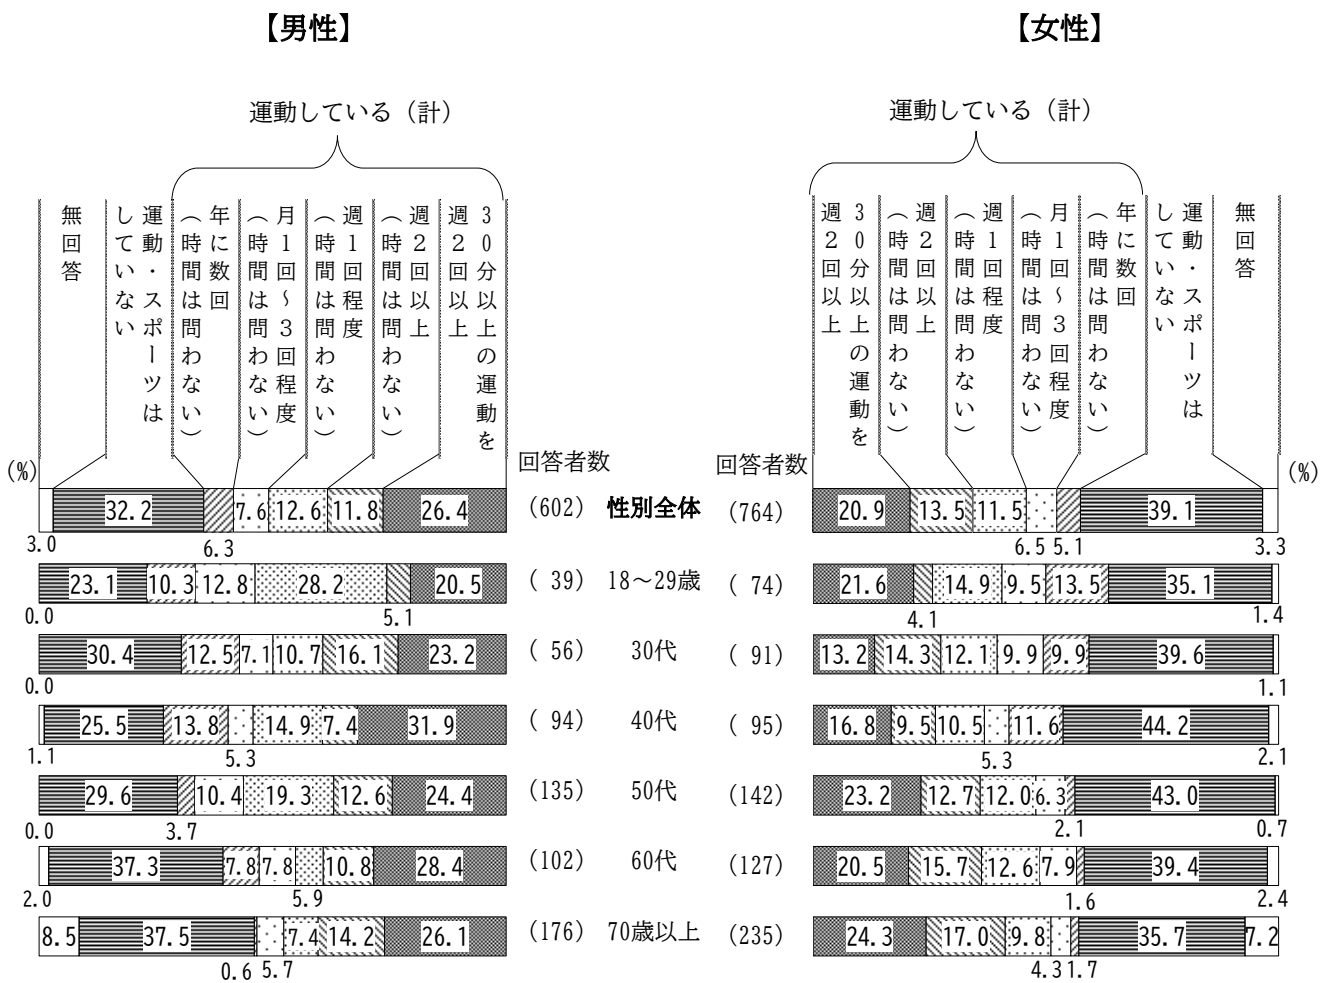 【男性】
【女性】
運動している（計）
運動している（計）
無回答
運動・スポーツは
していない
年に数回
（時間は問わない）
月１回～３回程度
（時間は問わない）
週１回程度
（時間は問わない）
週２回以上
（時間は問わない）
３０分以上の運動を
週２回以上
３０分以上の運動を
週２回以上
週２回以上
（時間は問わない）
週１回程度
（時間は問わない）
月１回～３回程度
（時間は問わない）
年に数回
（時間は問わない）
運動・スポーツは
していない
無回答
(%) 回答者数 回答者数 (%)
32.2 7.6 12.6 11.8 26.4 (602) 性別全体 (764) 20.9 13.5 11.5 39.1
3.0 6.3 6.5 5.1 3.3
23.1 10.3 12.8 28.2 20.5 ( 39) 18～29歳 ( 74) 21.6 14.9 9.5 13.5 35.1
0.0 5.1 4.1 1.4
30.4 12.5 7.1 10.7 16.1 23.2 ( 56) 30代 ( 91) 13.2 14.3 12.1 9.9 9.9 39.6
0.0 1.1
25.5 13.8 14.9 7.4 31.9 ( 94) 40代 ( 95) 16.8 9.5 10.5 11.6 44.2
1.1 5.3 5.3 2.1
29.6 10.4 19.3 12.6 24.4 (135) 50代 (142) 23.2 12.7 12.0 6.3 43.0
0.0 3.7 2.1 0.7
37.3 7.8 7.8 10.8 28.4 (102) 60代 (127) 20.5 15.7 12.6 7.9 39.4
2.0 5.9 1.6 2.4
8.5 37.5 7.4 14.2 26.1 (176) 70歳以上 (235) 24.3 17.0 9.8 35.7 7.2
0.6 5.7 4.3 1.7